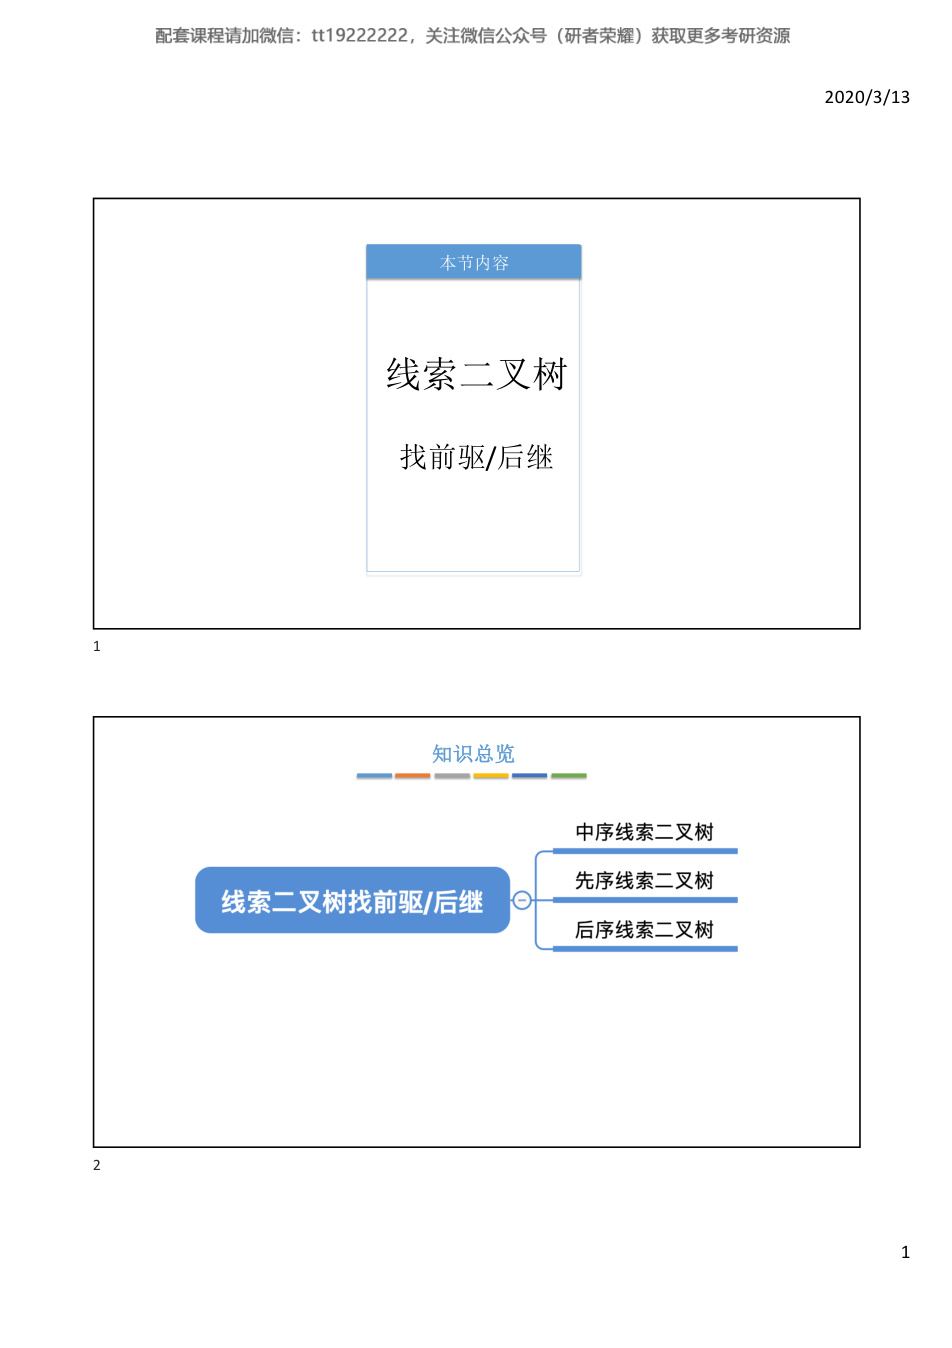 配套课程请加微信：tt19222222，关注微信公众号（研者荣耀）获取更多考研资源
2020/3/13
本节内容
线索二叉树
找前驱/后继
1
知识总览
中序线索二叉树
线索二叉树找前驱/后继
先序线索二叉树
后序线索二叉树
2
1